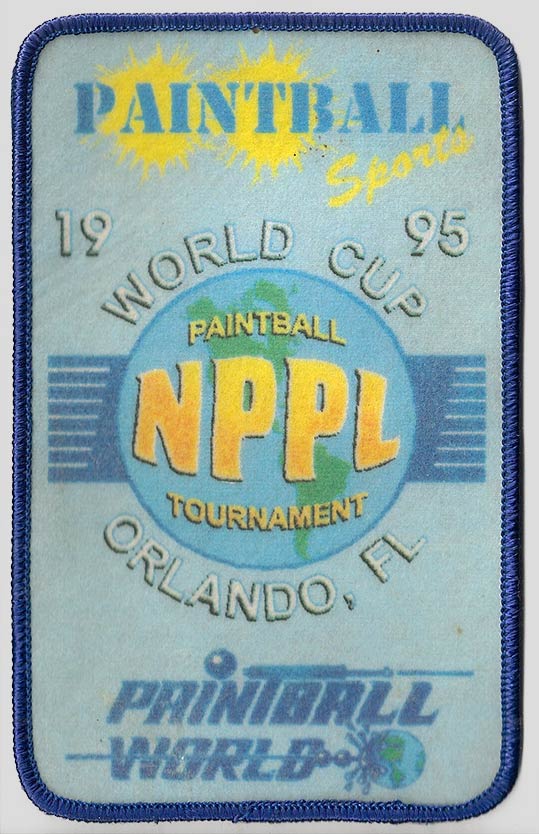 PAINTBALL
Sports
19 95
WORLD CUP
PAINTBALL
NPPL
TOURNAMENT
ORLANDO, FL
PAINTBALL
WORLD